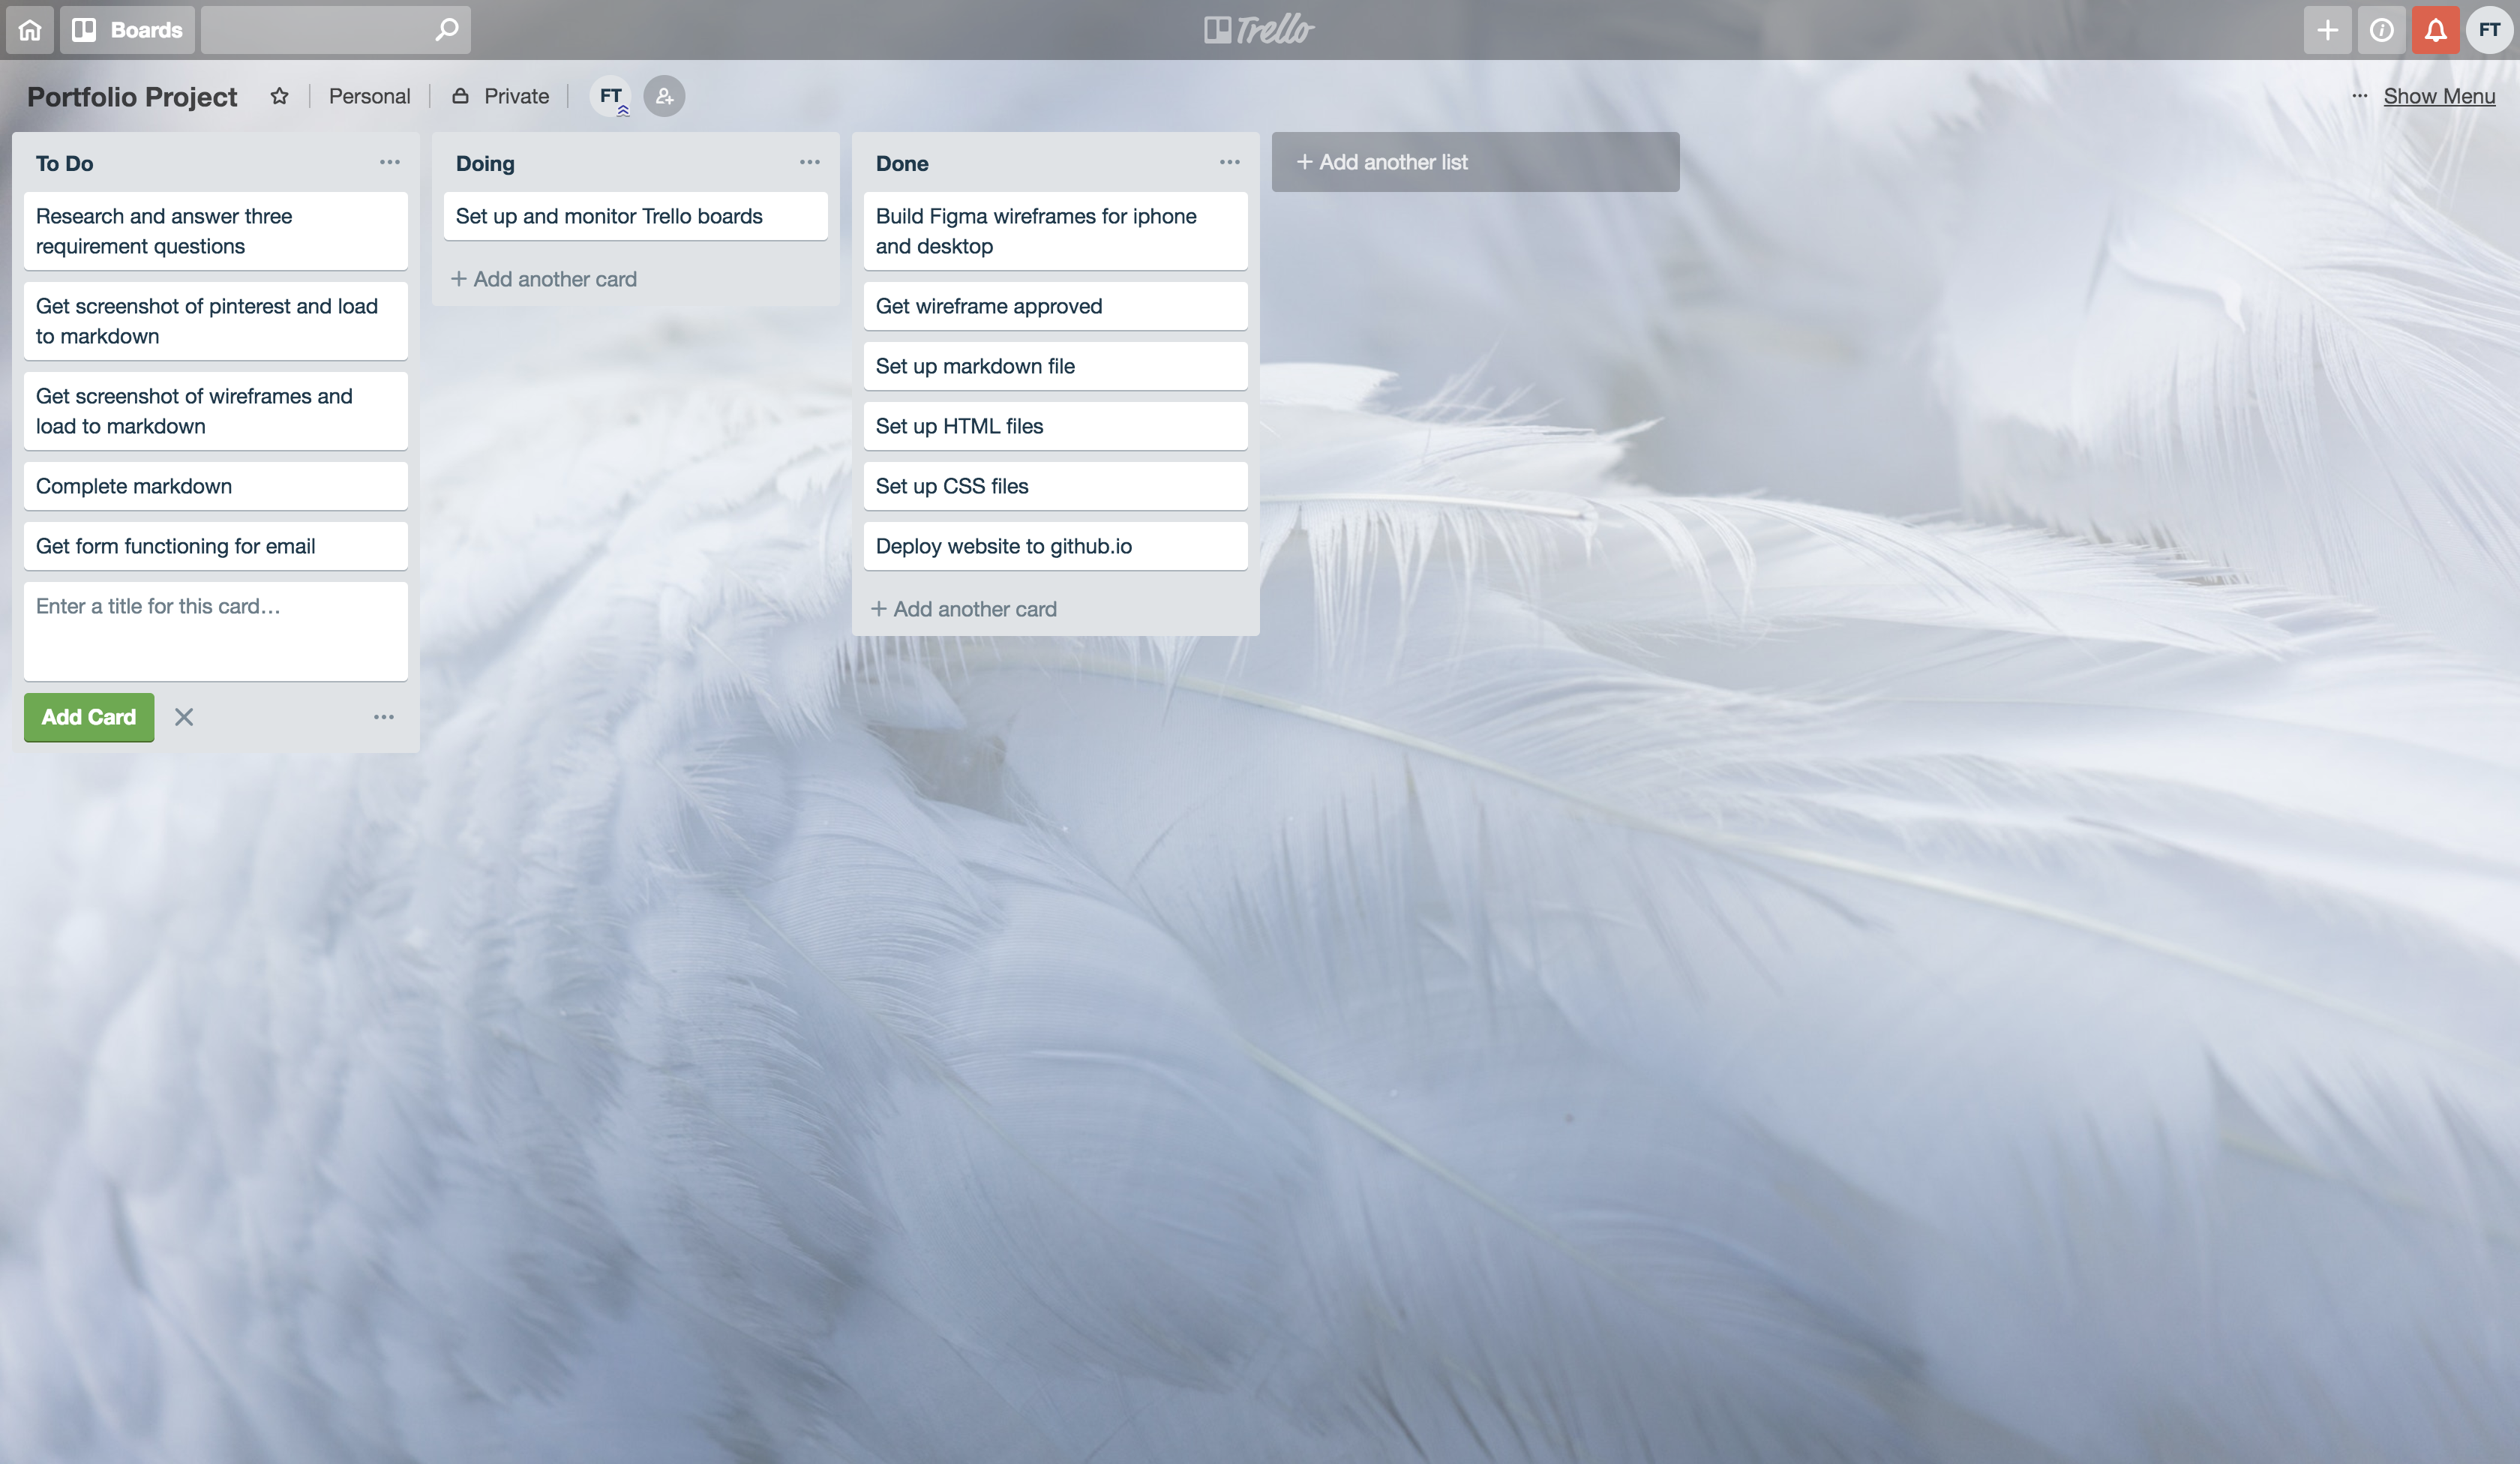 Boards
Trello
FT
Portfolio Project
Personal
Private
FT
Show Menu
To Do
Research and answer three
requirement questions
Get screenshot of pinterest and load
to markdown
Get screenshot of wireframes and
load to markdown
Complete markdown
Get form functioning for email
Enter a title for this card…
Add Card
Doing
Set up and monitor Trello boards
+ Add another card
Done
Build Figma wireframes for iphone
and desktop
Get wireframe approved
Set up markdown file
Set up HTML files
Set up CSS files
Deploy website to github.io
+ Add another card
+ Add another list